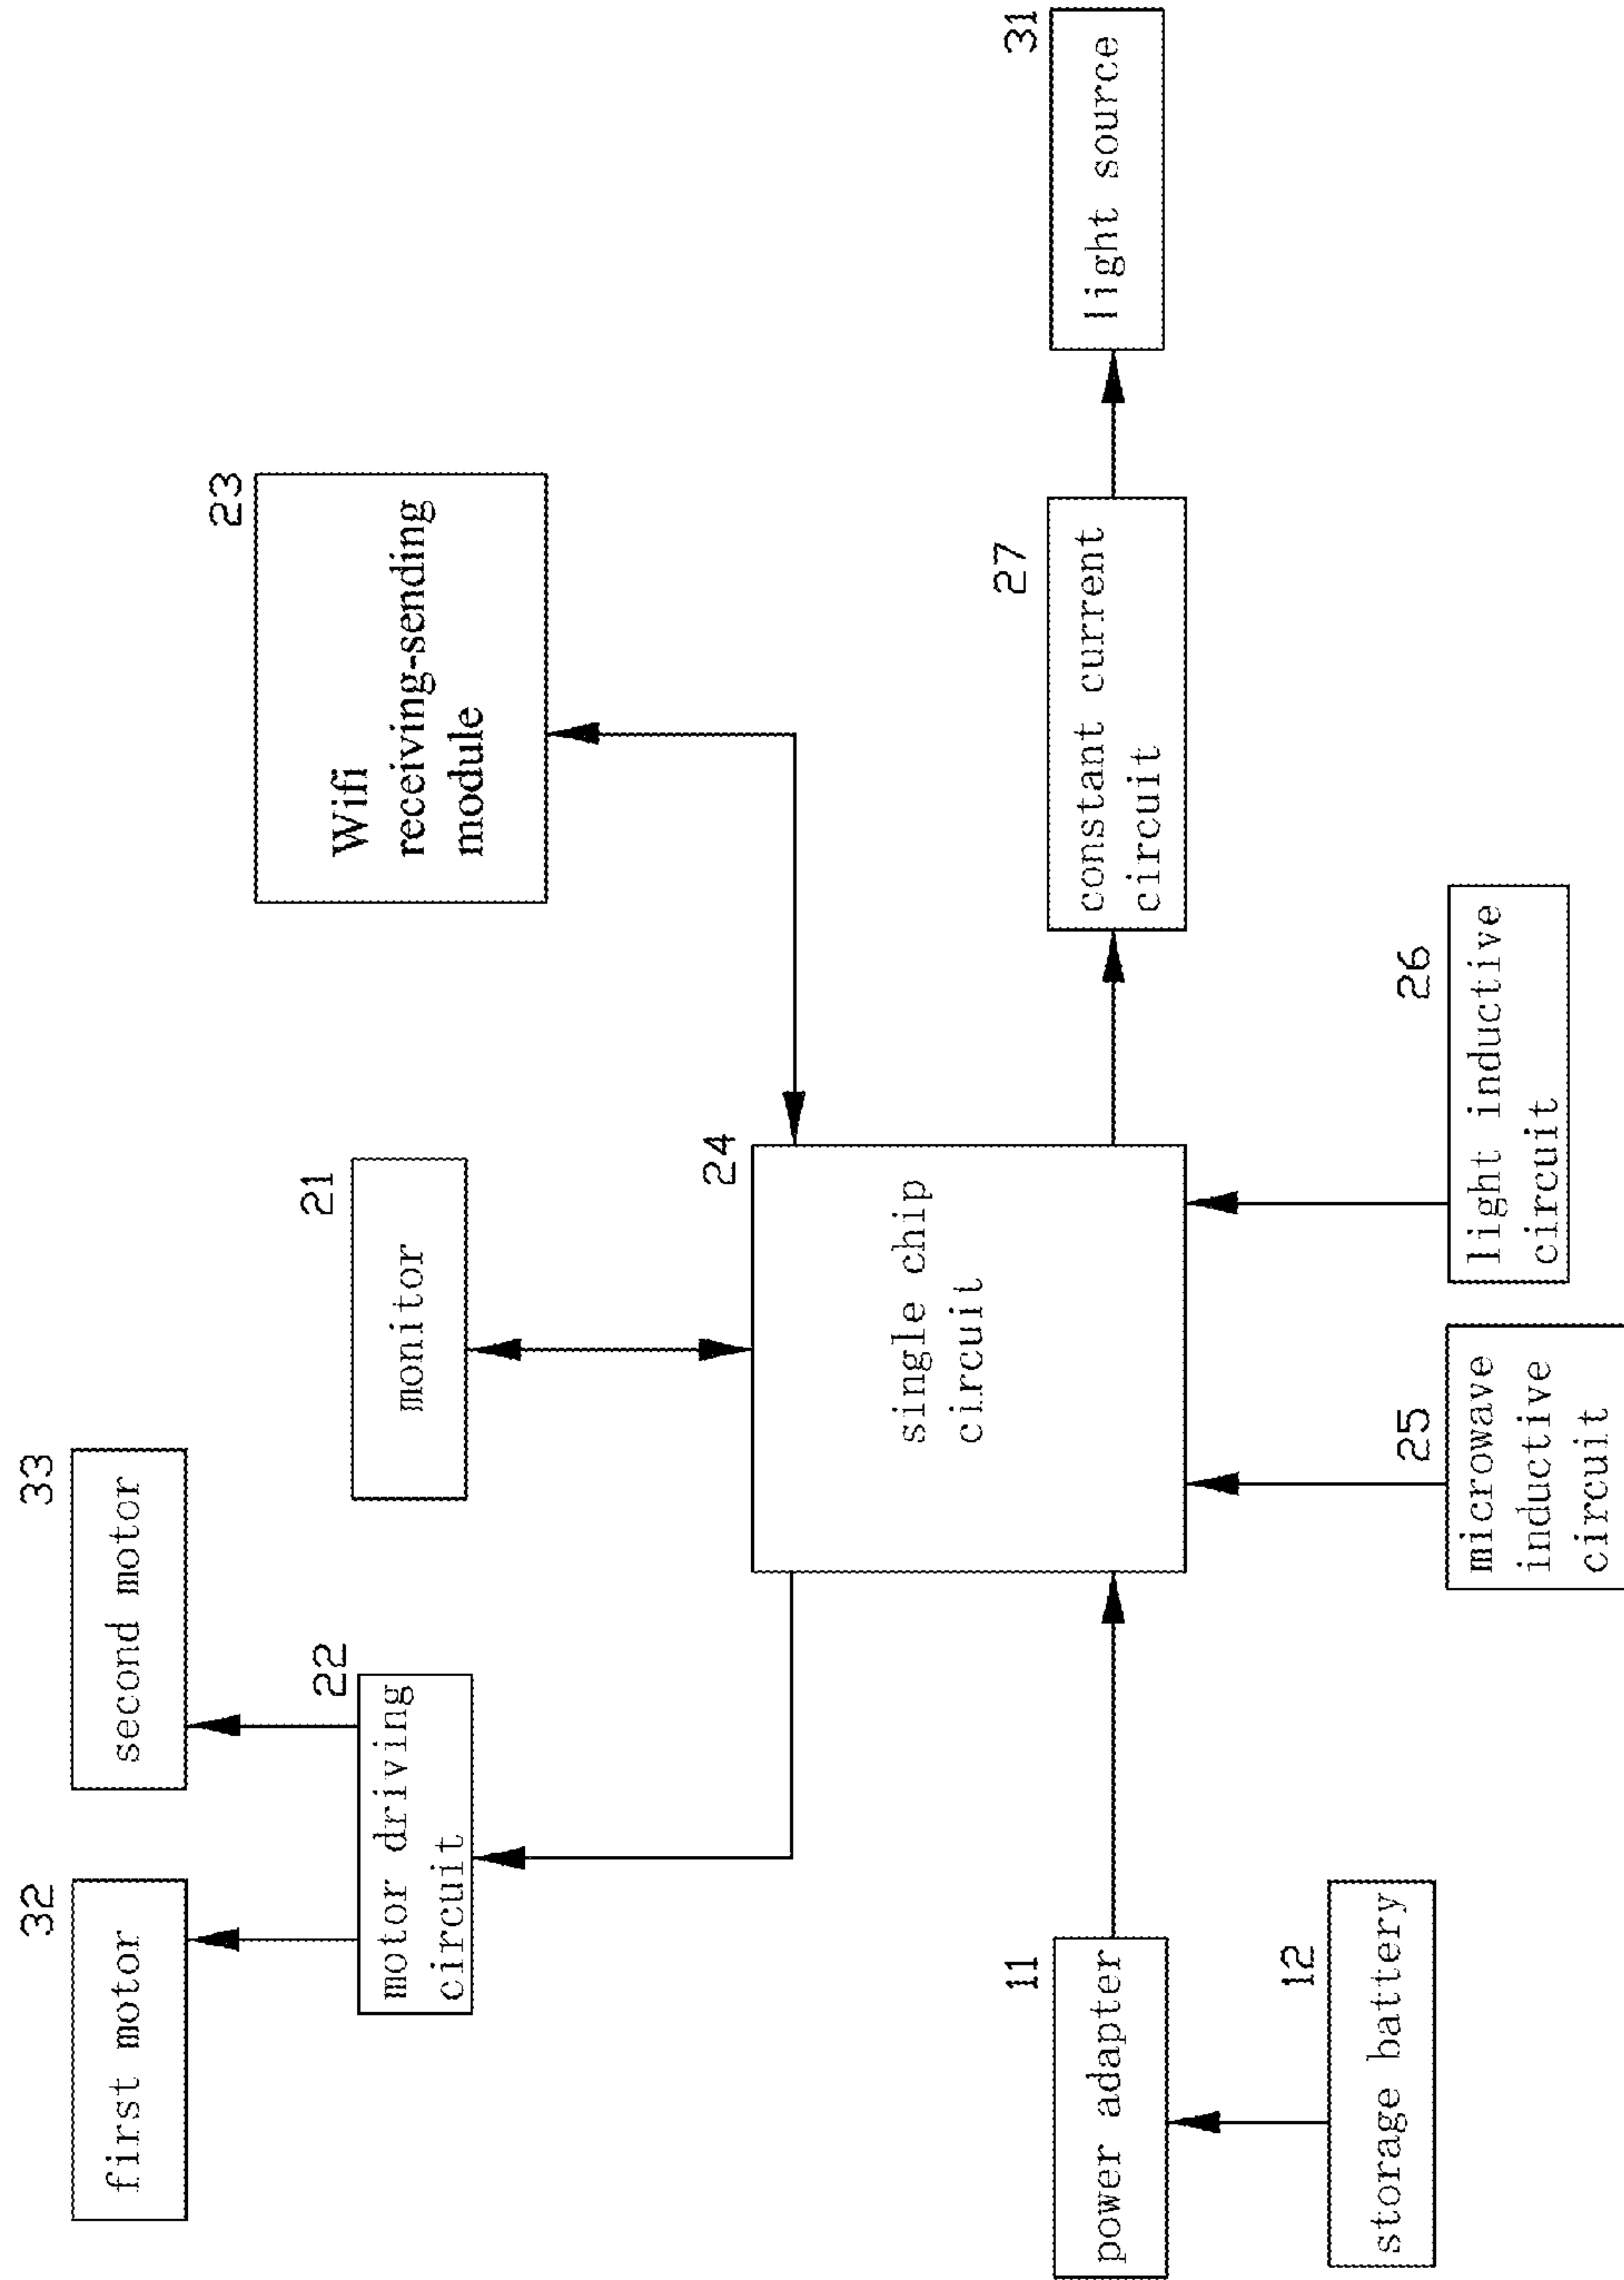 32
first motor
33
second motor
22
motor driving
circuit
21
monitor
23
Wifi
receiving-sending
module
24
single chip
circuit
11
power adapter
12
storage battery
25
microwave
inductive
circuit
26
light inductive
circuit
27
constant current
circuit
31
light source